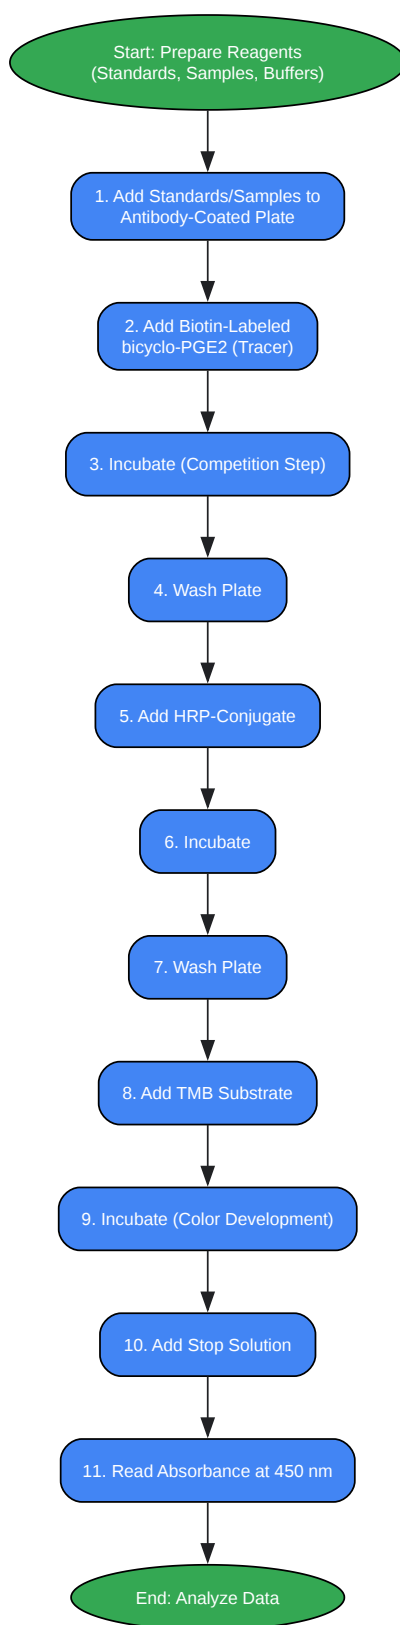 Start: Prepare Reagents
(Standards, Samples, Buffers)
1. Add Standards/Samples to
Antibody-Coated Plate
2. Add Biotin-Labeled
bicyclo-PGE2 (Tracer)
3. Incubate (Competition Step)
4. Wash Plate
5. Add HRP-Conjugate
6. Incubate
7. Wash Plate
8. Add TMB Substrate
9. Incubate (Color Development)
10. Add Stop Solution
11. Read Absorbance at 450 nm
End: Analyze Data